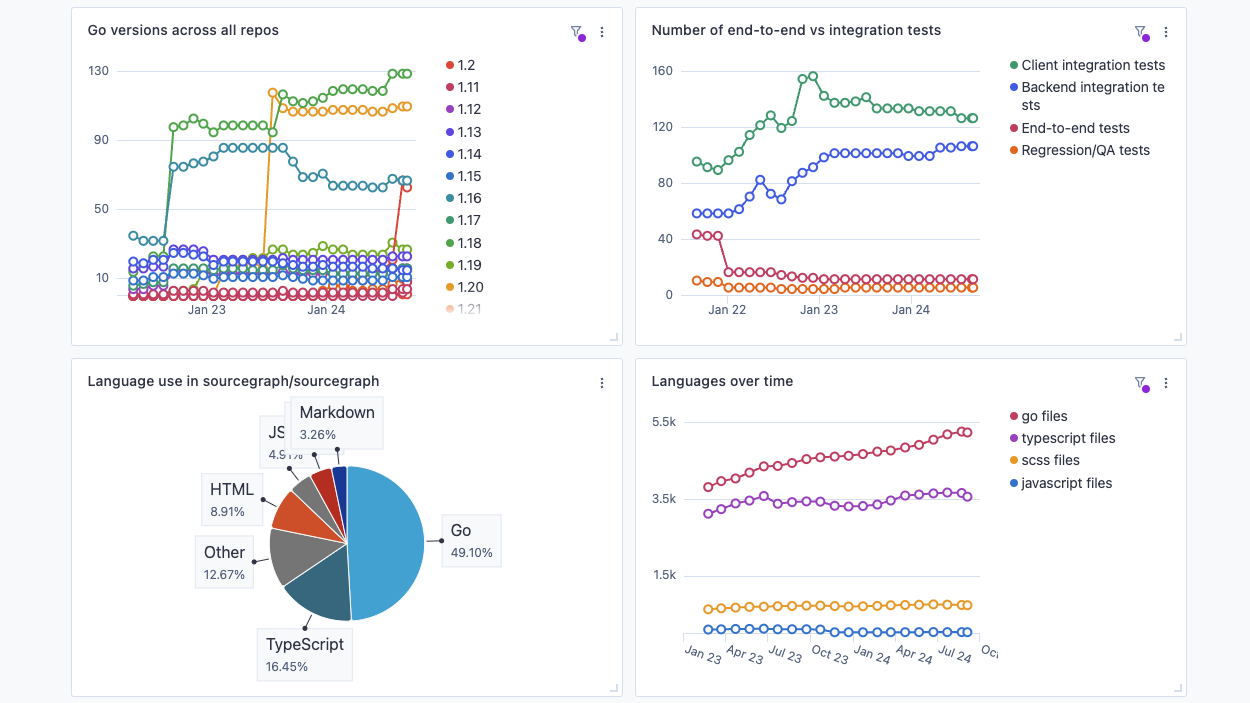 Go versions across all repos
130
90
50
10
Jan 23
Jan 24
1.2
1.11
1.12
1.13
1.14
1.15
1.16
1.17
1.18
1.19
1.20
1.21
Number of end-to-end vs integration tests
160
120
80
40
0
Jan 22
Jan 23
Jan 24
Client integration tests
Backend integration te
sts
End-to-end tests
Regression/QA tests
Language use in sourcegraph/sourcegraph
Markdown
3.26%
JS
4.91%
HTML
8.91%
Other
12.67%
TypeScript
16.45%
Go
49.10%
Languages over time
5.5k
3.5k
1.5k
Jan 23
Apr 23
Jul 23
Oct 23
Jan 24
Apr 24
Jul 24
go files
typescript files
scss files
javascript files